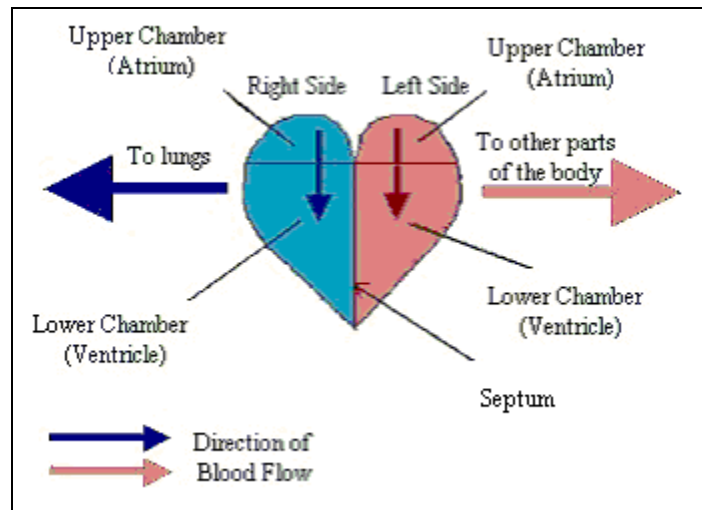 Upper Chamber
(Atrium)
Right Side
Left Side
Upper Chamber
(Atrium)
To lungs
To other parts
of the body
Lower Chamber
(Ventricle)
Lower Chamber
(Ventricle)
Septum
Direction of
Blood Flow